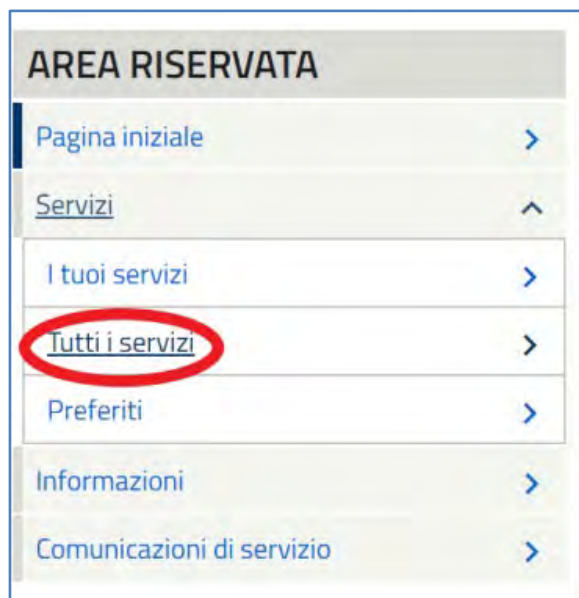 AREA RISERVATA
Pagina iniziale
Servizi
I tuoi servizi
Tutti i servizi
Preferiti
Informazioni
Comunicazioni di servizio